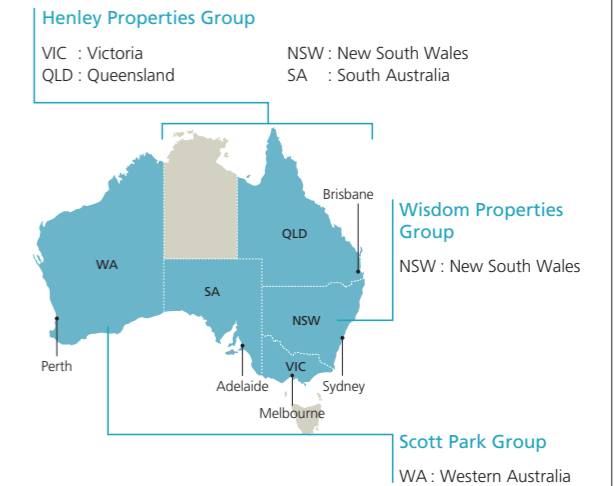 Henley Properties Group
VIC : Victoria
NSW : New South Wales
QLD : Queensland
SA : South Australia
Brisbane
Wisdom Properties
Group
NSW : New South Wales
QLD
WA
SA
NSW
VIC
Perth
Adelaide
Sydney
Melbourne
Scott Park Group
WA : Western Australia